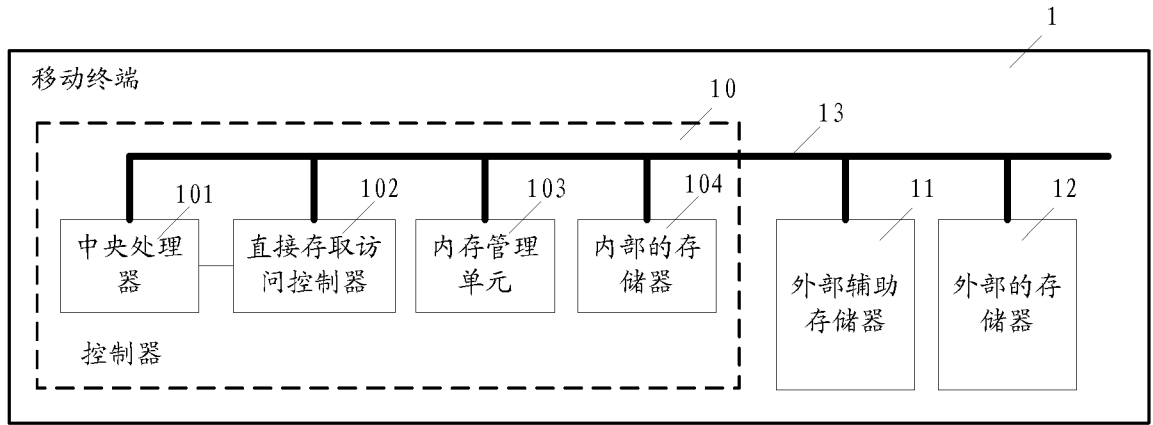 1
移动终端
10
13
101
102
103
104
11
12
中央处理
器
直接存取访
问控制器
内存管理
单元
内部的存
储器
外部辅助
存储器
外部的存
储器
控制器